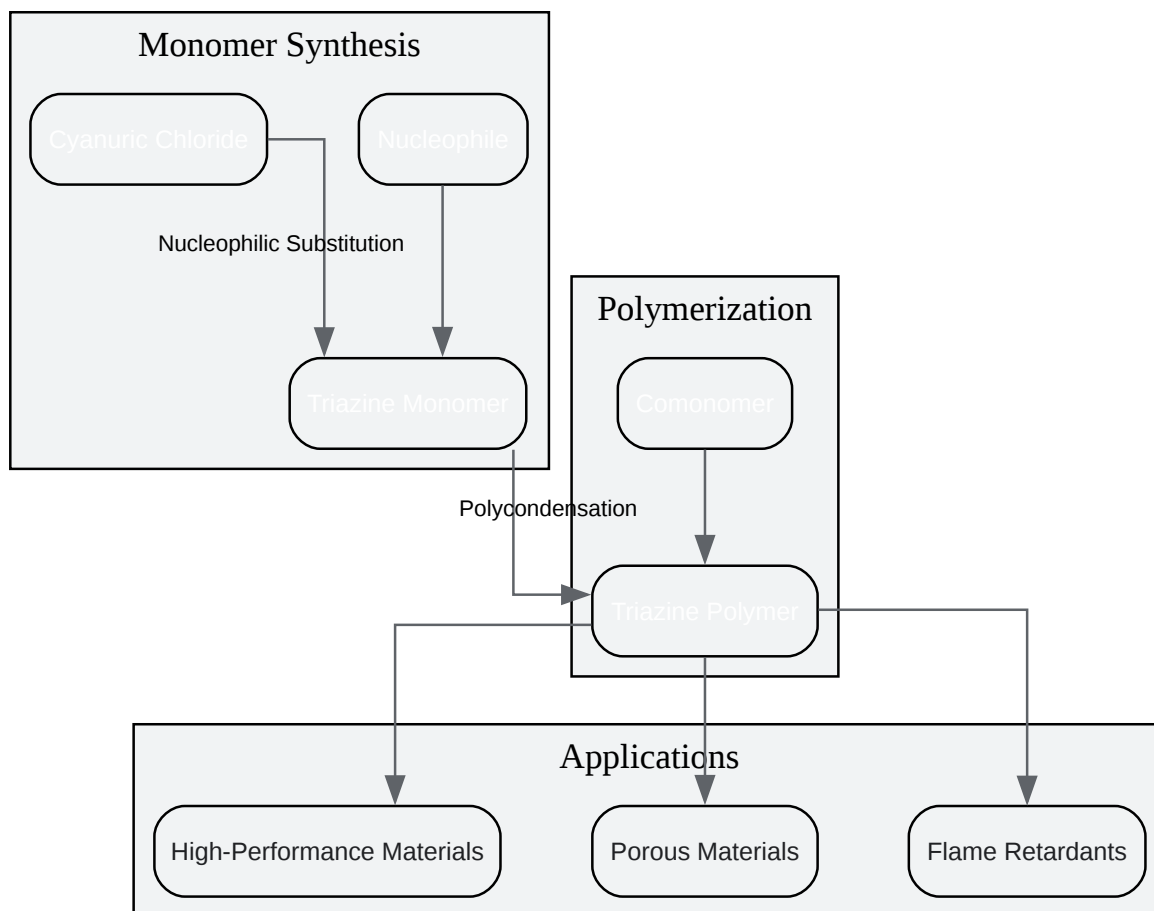 Monomer Synthesis
Cyanuric Chloride
Nucleophile
Nucleophilic Substitution
Triazine Monomer
Polycondensation
Polymerization
Comonomer
Triazine Polymer
Applications
High-Performance Materials
Porous Materials
Flame Retardants